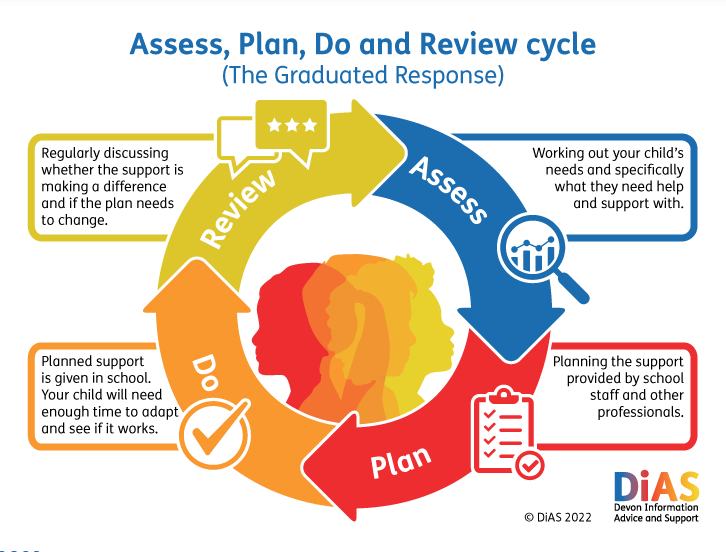 Assess, Plan, Do and Review cycle
(The Graduated Response)
Regularly discussing
whether the support is
making a difference
and if the plan needs
to change.
Review
Assess
Working out your child's
needs and specifically
what they need help
and support with.
Planned support
is given in school.
Your child will need
enough time to adapt
and see if it works.
Do
Plan
Planning the support
provided by school
staff and other
professionals.
© DiAS 2022
DiAS
Devon Information
Advice and Support